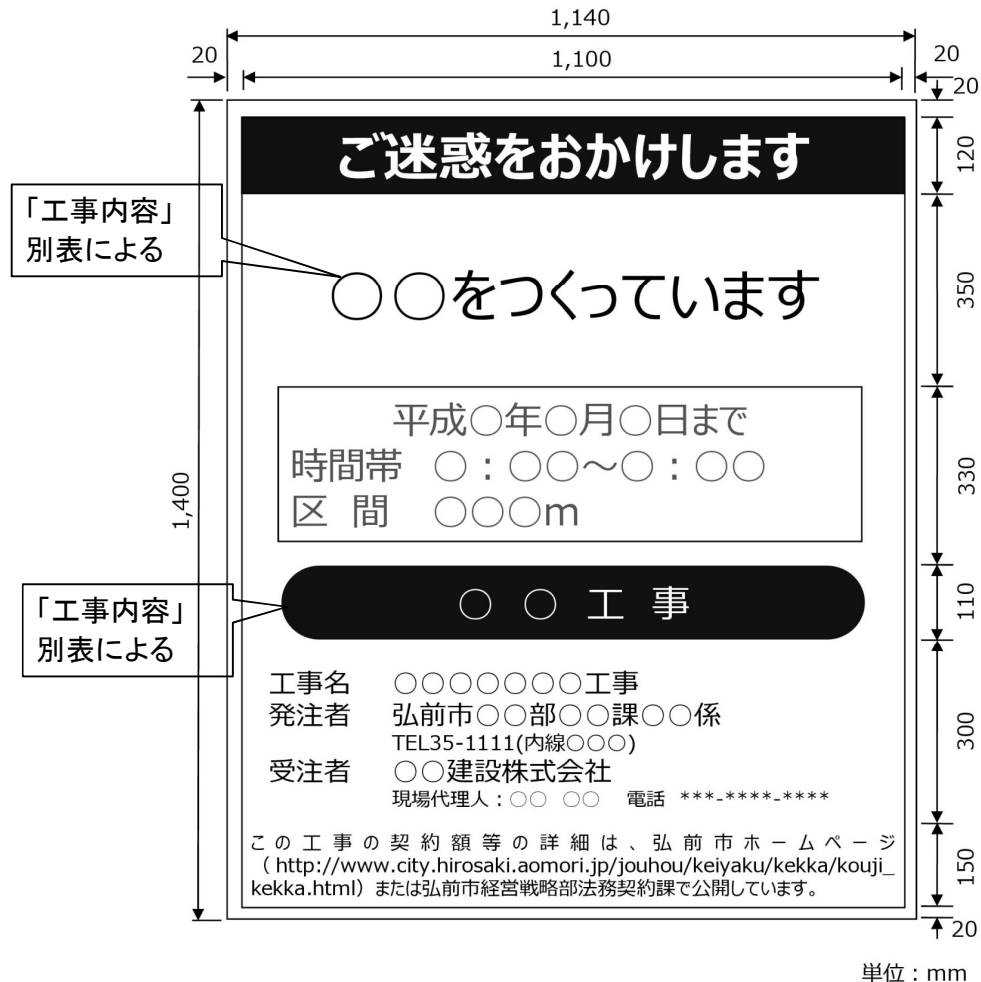 1,140
20
1,100
20
20
ご迷惑をおかけします
120
「工事内容」
別表による
○○をつくっています
350
平成○年○月○日まで
時間帯 ○：○○～○：○○
区 間 ○○○m
330
1,400
○ ○ 工 事
110
「工事内容」
別表による
工事名 ○○○○○○○工事
発注者 弘前市○○部○○課○○係
TEL35-1111(内線○○○)
受注者 ○○建設株式会社
現場代理人：○○ ○○ 電話 ***-****-****
300
この工事の契約額等の詳細は、弘前市ホームページ
（http://www.city.hirosaki.aomori.jp/jouhou/keiyaku/kekka/kouji_
kekka.html）または弘前市経営戦略部法務契約課で公開しています。
150
20
単位：mm